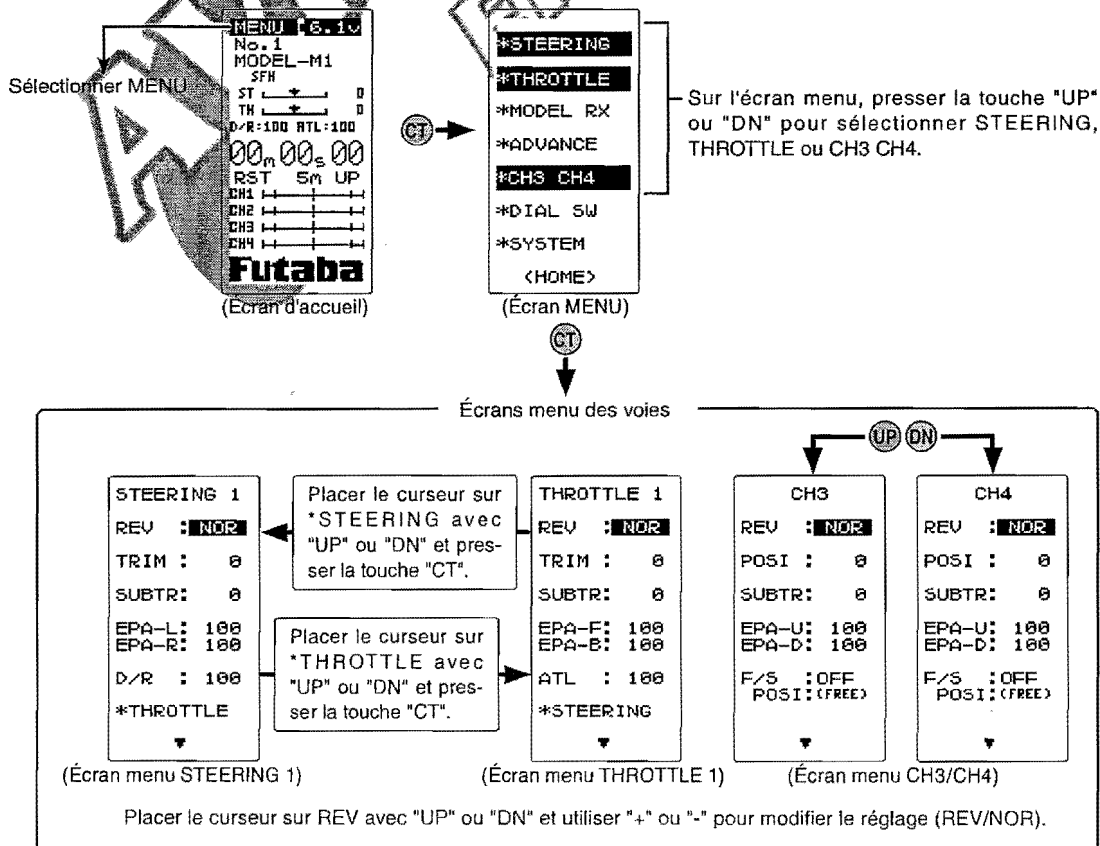 Sélectionner MENU
MENU 6.1v
No.1
MODEL-M1
SFH
ST 0
TH 0
D/R:100 ATL:100
00m00s00
RST 5m UP
CH1
CH2
CH3
CH4
Futaba
(Écran d'accueil)
CT
*STEERING
*THROTTLE
*MODEL RX
*ADVANCE
*CH3 CH4
*DIAL SW
*SYSTEM
<HOME>
(Écran MENU)
Sur l'écran menu, presser la touche "UP"
ou "DN" pour sélectionner STEERING,
THROTTLE ou CH3 CH4.
CT
Écrans menu des voies
STEERING 1
REV :NOR
TRIM : 0
SUBTR: 0
EPA-L: 100
EPA-R: 100
D/R : 100
*THROTTLE
▼
(Écran menu STEERING 1)
Placer le curseur sur
*STEERING avec
"UP" ou "DN" et pres-
ser la touche "CT".
Placer le curseur sur
*THROTTLE avec
"UP" ou "DN" et pres-
ser la touche "CT".
THROTTLE 1
REV :NOR
TRIM : 0
SUBTR: 0
EPA-F: 100
EPA-B: 100
ATL : 100
*STEERING
▼
(Écran menu THROTTLE 1)
UP DN
CH3
REV :NOR
POSI : 0
SUBTR: 0
EPA-U: 100
EPA-D: 100
F/S :OFF
POSI:(FREE)
▼
CH4
REV :NOR
POSI : 0
SUBTR: 0
EPA-U: 100
EPA-D: 100
F/S :OFF
POSI:(FREE)
▼
(Écran menu CH3/CH4)
Placer le curseur sur REV avec "UP" ou "DN" et utiliser "+" ou "-" pour modifier le réglage (REV/NOR).